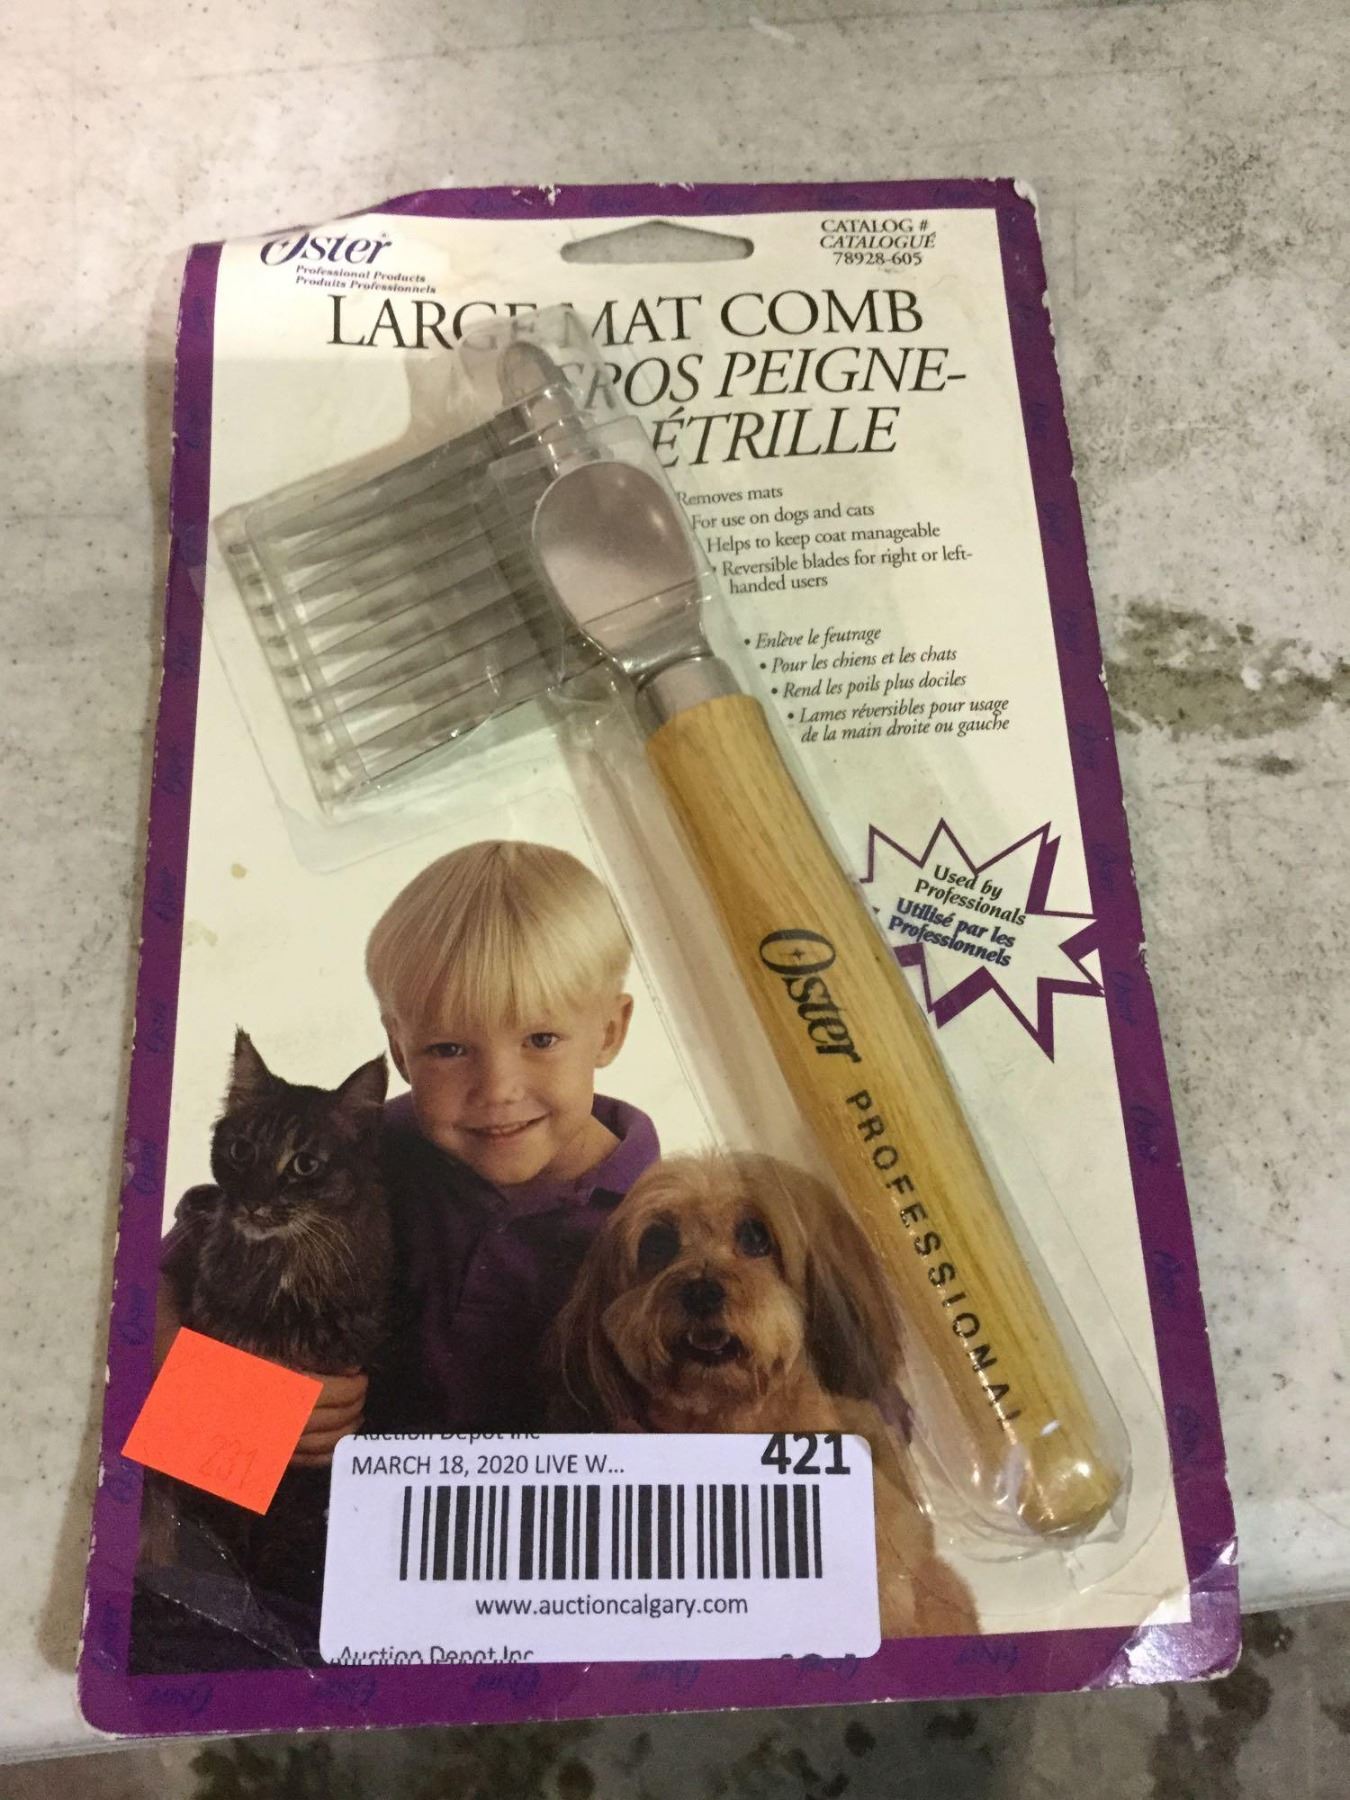 Oster
Professional Products
Produits Professionnels
CATALOG #
CATALOGUÉ
78928-605
LARGE MAT COMB
GROS PEIGNE-
ÉTRILLE
Removes mats
For use on dogs and cats
Helps to keep coat manageable
• Reversible blades for right or left-
handed users
• Enlève le feutrage
• Pour les chiens et les chats
• Rend les poils plus dociles
• Lames réversibles pour usage
de la main droite ou gauche
Used by
Professionals
Utilisé par les
Professionnels
Oster PROFESSIONAL
231
Auction Depot Inc
MARCH 18, 2020 LIVE W...
421
www.auctioncalgary.com
Auction Depot Inc